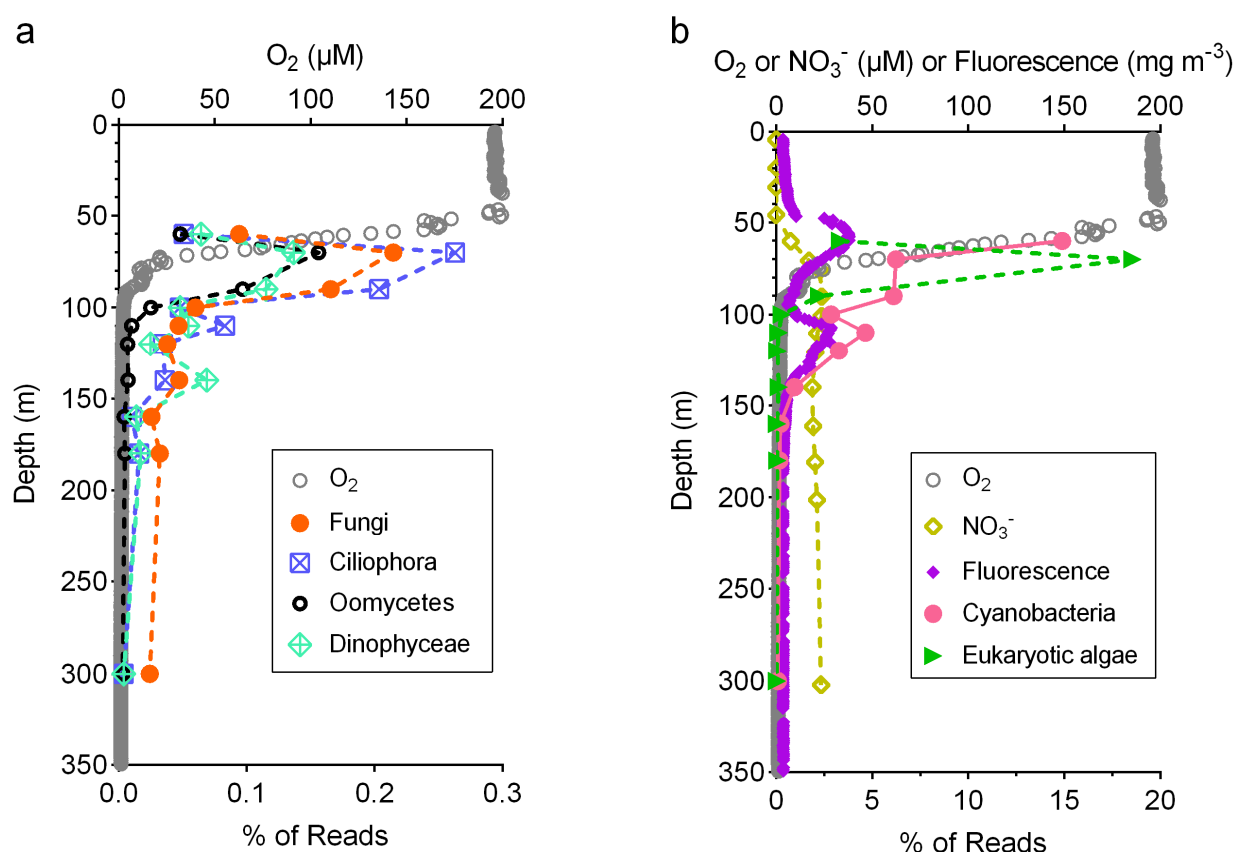 a
O₂ (µM)
0 50 100 150 200
0
50
100
150
200
250
300
350
Depth (m)
O₂
Fungi
Ciliophora
Oomycetes
Dinophyceae
0.0 0.1 0.2 0.3
% of Reads
b
O₂ or NO₃⁻ (µM) or Fluorescence (mg m⁻³)
0 50 100 150 200
0
50
100
150
200
250
300
350
Depth (m)
O₂
NO₃⁻
Fluorescence
Cyanobacteria
Eukaryotic algae
0 5 10 15 20
% of Reads